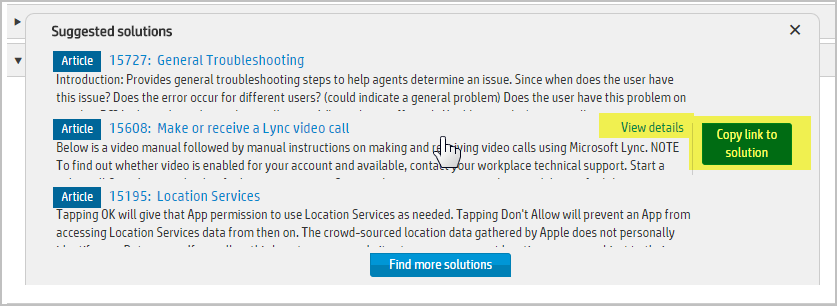 Suggested solutions
Article 15727: General Troubleshooting
Introduction: Provides general troubleshooting steps to help agents determine an issue. Since when does the user have
this issue? Does the error occur for different users? (could indicate a general problem) Does the user have this problem on
Article 15608: Make or receive a Lync video call
View details
Copy link to
solution
Below is a video manual followed by manual instructions on making and receiving video calls using Microsoft Lync. NOTE
To find out whether video is enabled for your account and available, contact your workplace technical support. Start a
Article 15195: Location Services
Tapping OK will give that App permission to use Location Services as needed. Tapping Don't Allow will prevent an App from
accessing Location Services data from then on. The crowd-sourced location data gathered by Apple does not personally
Find more solutions